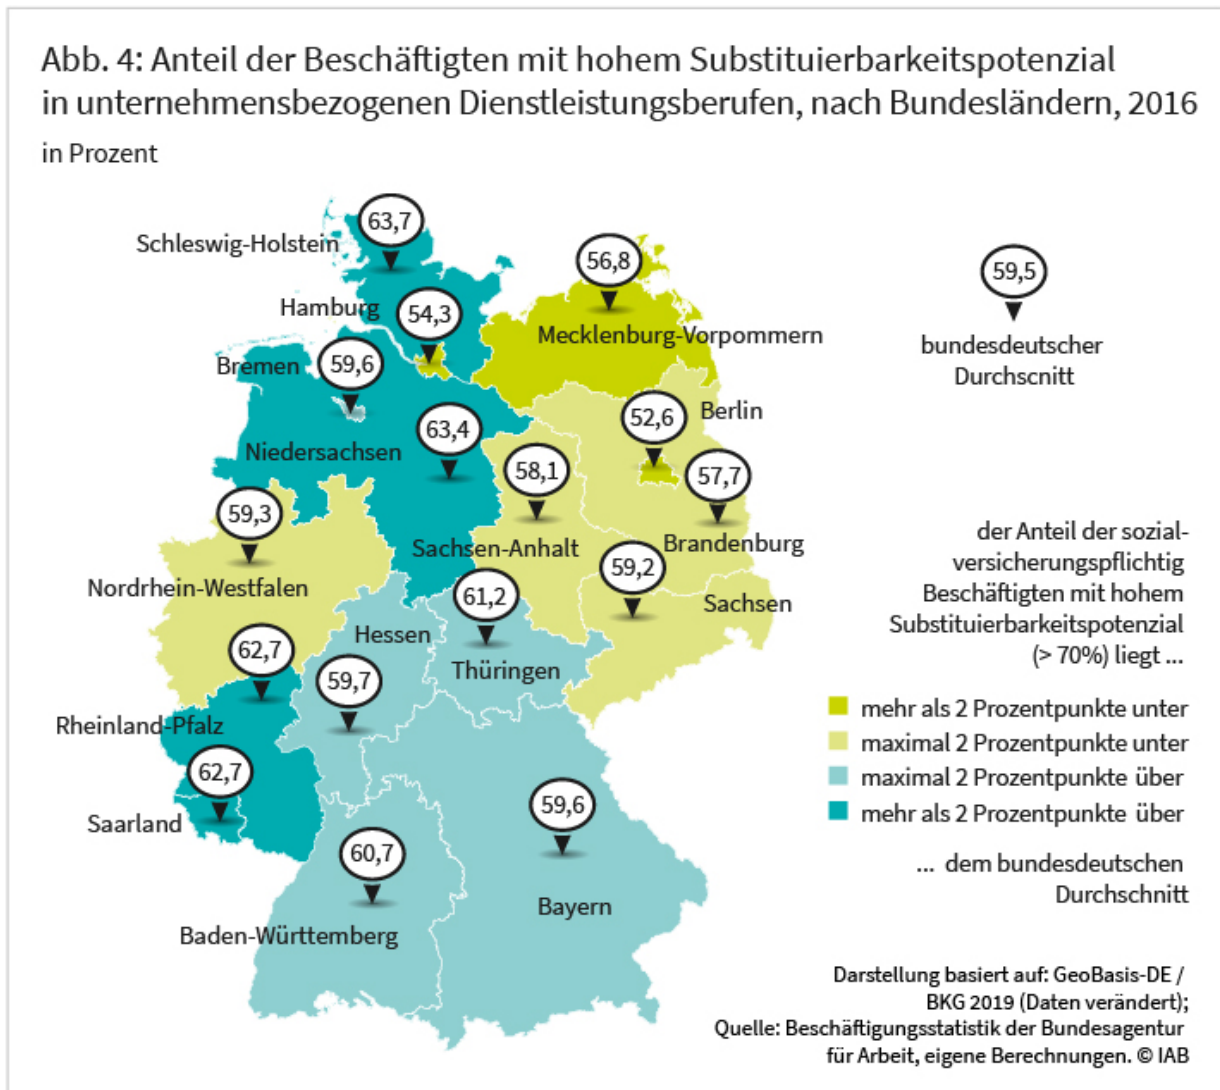 Abb. 4: Anteil der Beschäftigten mit hohem Substituierbarkeitspotenzial
in unternehmensbezogenen Dienstleistungsberufen, nach Bundesländern, 2016
in Prozent
63,7
Schleswig-Holstein
56,8
59,5
Hamburg
54,3
Mecklenburg-Vorpommern
bundesdeutscher
Durchscnitt
Bremen
59,6
Berlin
52,6
63,4
Niedersachsen
58,1
57,7
59,3
Sachsen-Anhalt
Brandenburg
59,2
Nordrhein-Westfalen
61,2
Sachsen
Hessen
62,7
Thüringen
59,7
Rheinland-Pfalz
62,7
Saarland
59,6
60,7
Bayern
Baden-Württemberg
der Anteil der sozial-
versicherungspflichtig
Beschäftigten mit hohem
Substituierbarkeitspotenzial
(> 70%) liegt ...
mehr als 2 Prozentpunkte unter
maximal 2 Prozentpunkte unter
maximal 2 Prozentpunkte über
mehr als 2 Prozentpunkte über
... dem bundesdeutschen
Durchschnitt
Darstellung basiert auf: GeoBasis-DE /
BKG 2019 (Daten verändert);
Quelle: Beschäftigungsstatistik der Bundesagentur
für Arbeit, eigene Berechnungen. © IAB